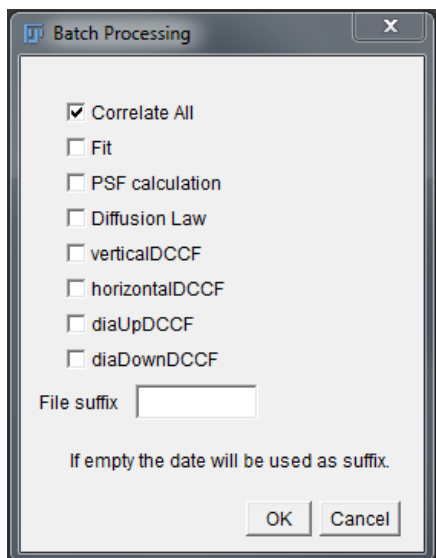 Batch Processing
X
Correlate All
Fit
PSF calculation
Diffusion Law
verticalDCCF
horizontalDCCF
diaUpDCCF
diaDownDCCF
File suffix
If empty the date will be used as suffix.
OK Cancel